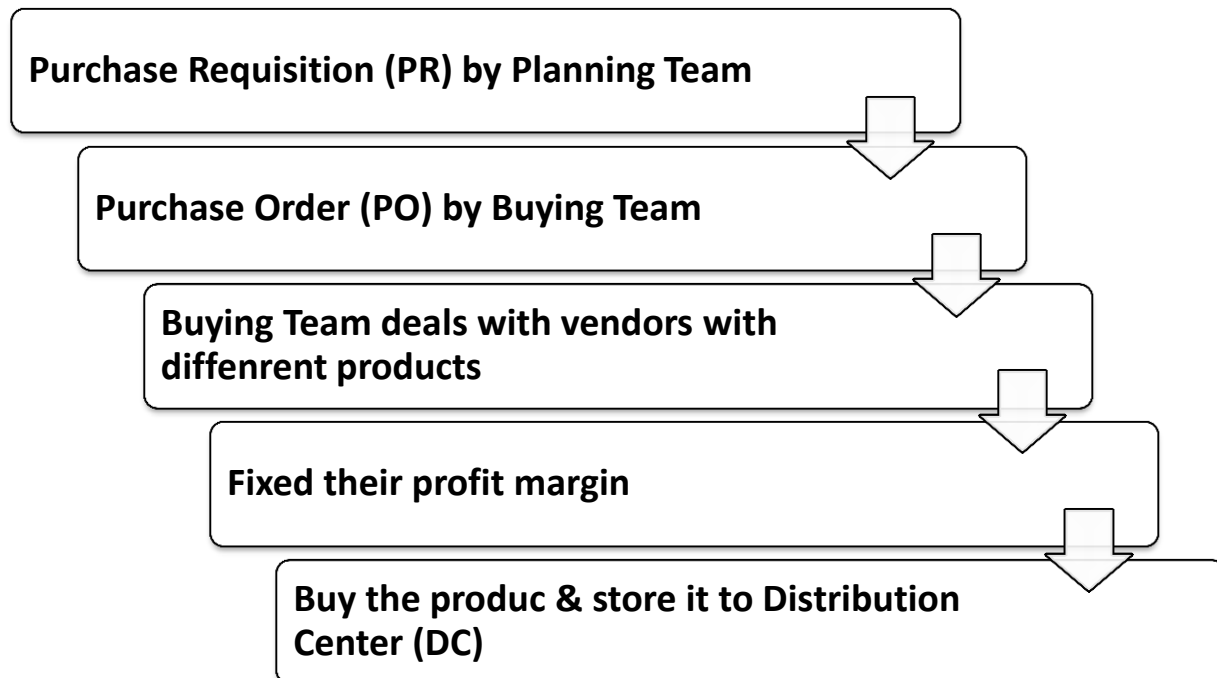 Purchase Requisition (PR) by Planning Team
Purchase Order (PO) by Buying Team
Buying Team deals with vendors with
diffenrent products
Fixed their profit margin
Buy the produc & store it to Distribution
Center (DC)